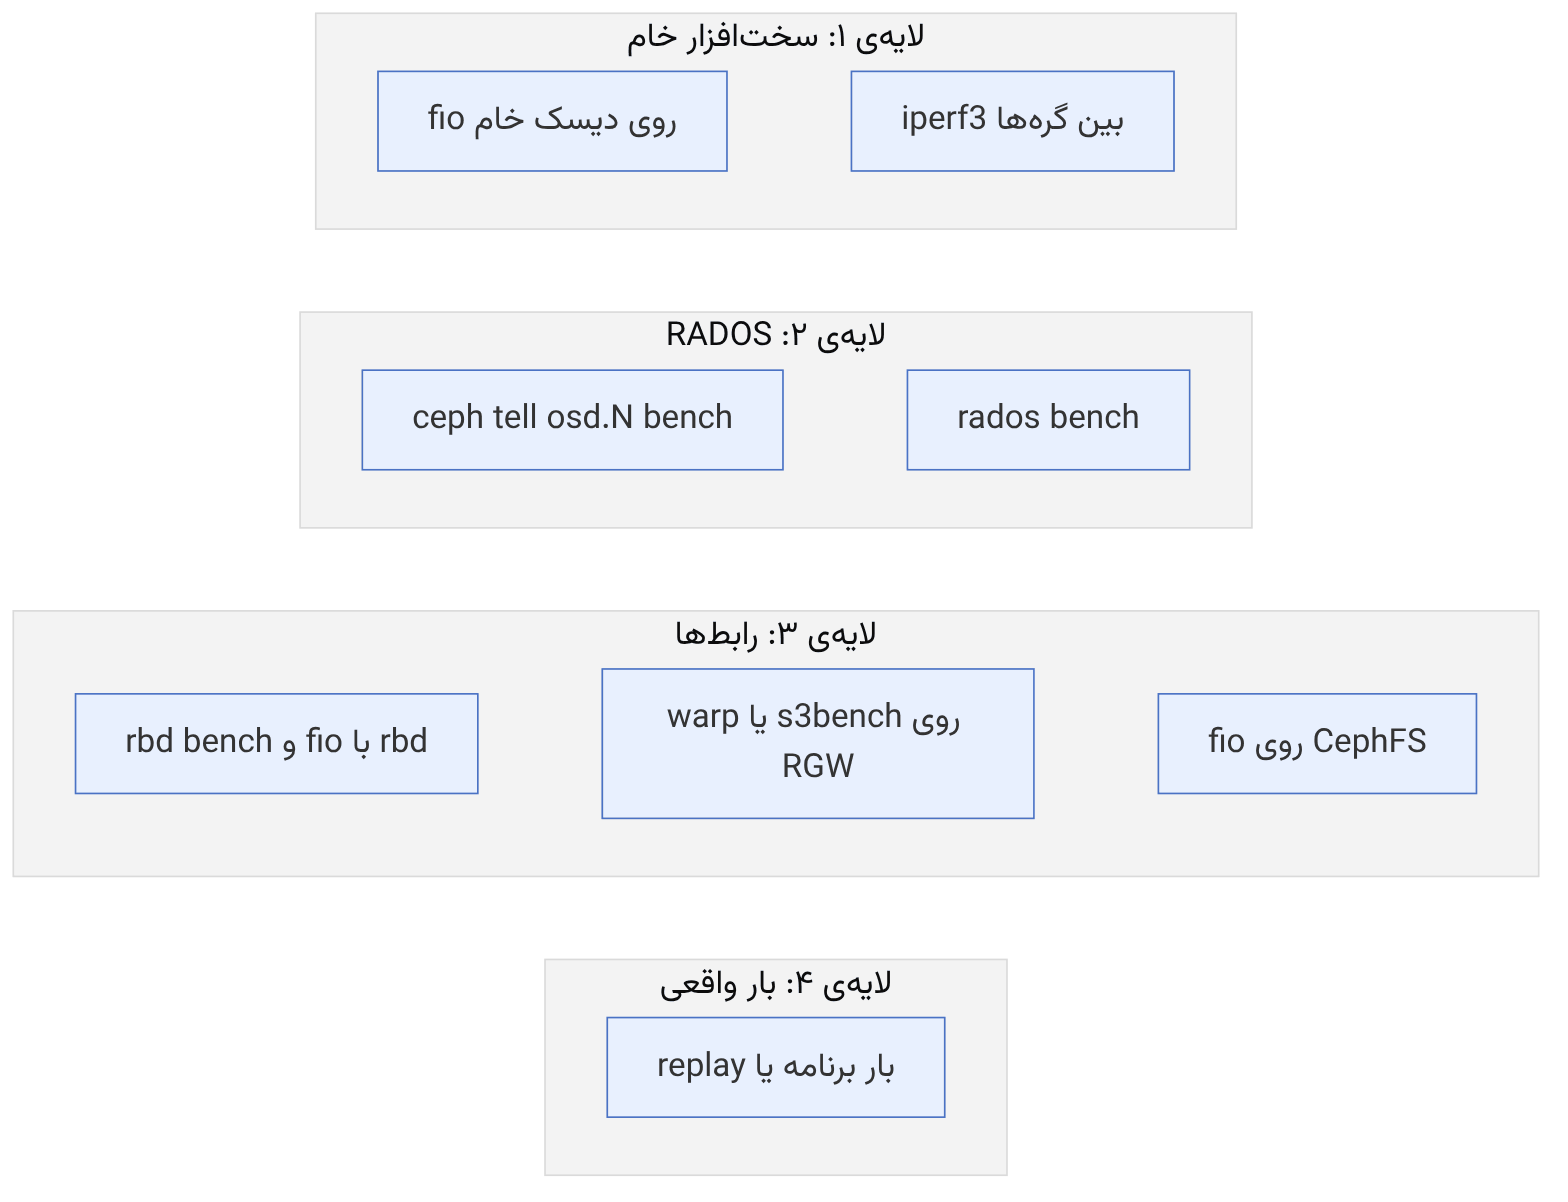 لایه‌ی ۱: سخت‌افزار خام
fio روی دیسک خام
iperf3 بین گره‌ها
لایه‌ی ۲: RADOS
ceph tell osd.N bench
rados bench
لایه‌ی ۳: رابط‌ها
rbd bench و fio با rbd
warp یا s3bench روی
RGW
fio روی CephFS
لایه‌ی ۴: بار واقعی
بار برنامه یا replay